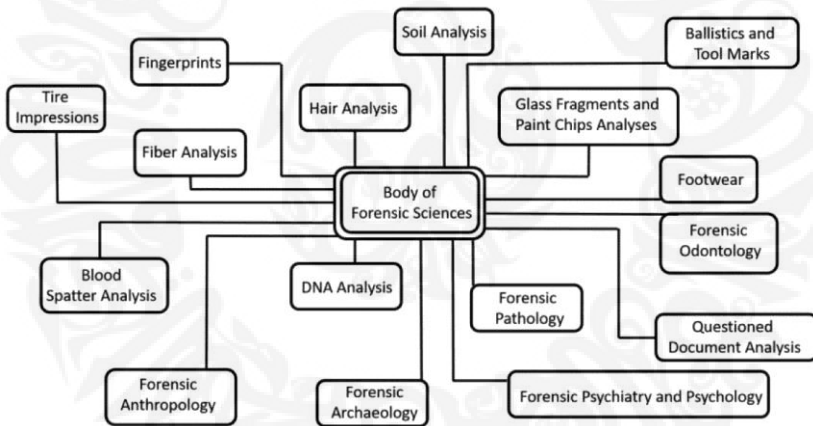 Soil Analysis
Ballistics and
Tool Marks
Fingerprints
Tire
Impressions
Hair Analysis
Glass Fragments and
Paint Chips Analyses
Fiber Analysis
Body of
Forensic Sciences
Footwear
Forensic
Odontology
Blood
Spatter Analysis
DNA Analysis
Forensic
Pathology
Questioned
Document Analysis
Forensic
Anthropology
Forensic
Archaeology
Forensic Psychiatry and Psychology